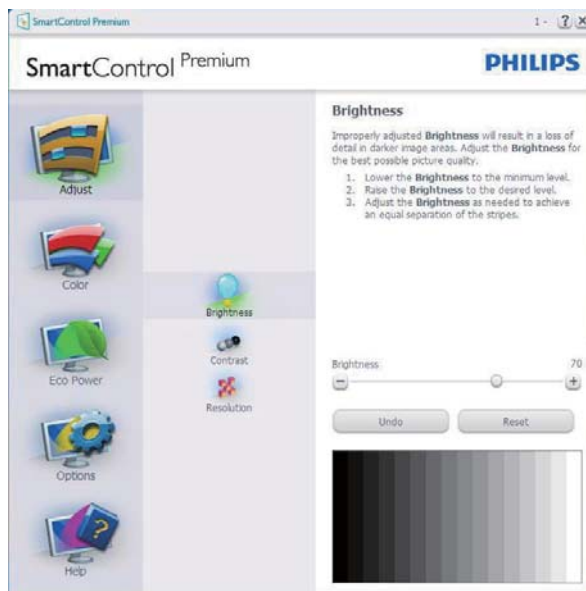 SmartControl Premium
1 - ? X
SmartControl Premium
PHILIPS
Adjust
Color
Eco Power
Options
Help
Brightness
Contrast
Resolution
Brightness
Improperly adjusted Brightness will result in a loss of
detail in darker image areas. Adjust the Brightness for
the best possible picture quality.
1. Lower the Brightness to the minimum level.
2. Raise the Brightness to the desired level.
3. Adjust the Brightness as needed to achieve
an equal separation of the stripes.
Brightness 70
Undo Reset